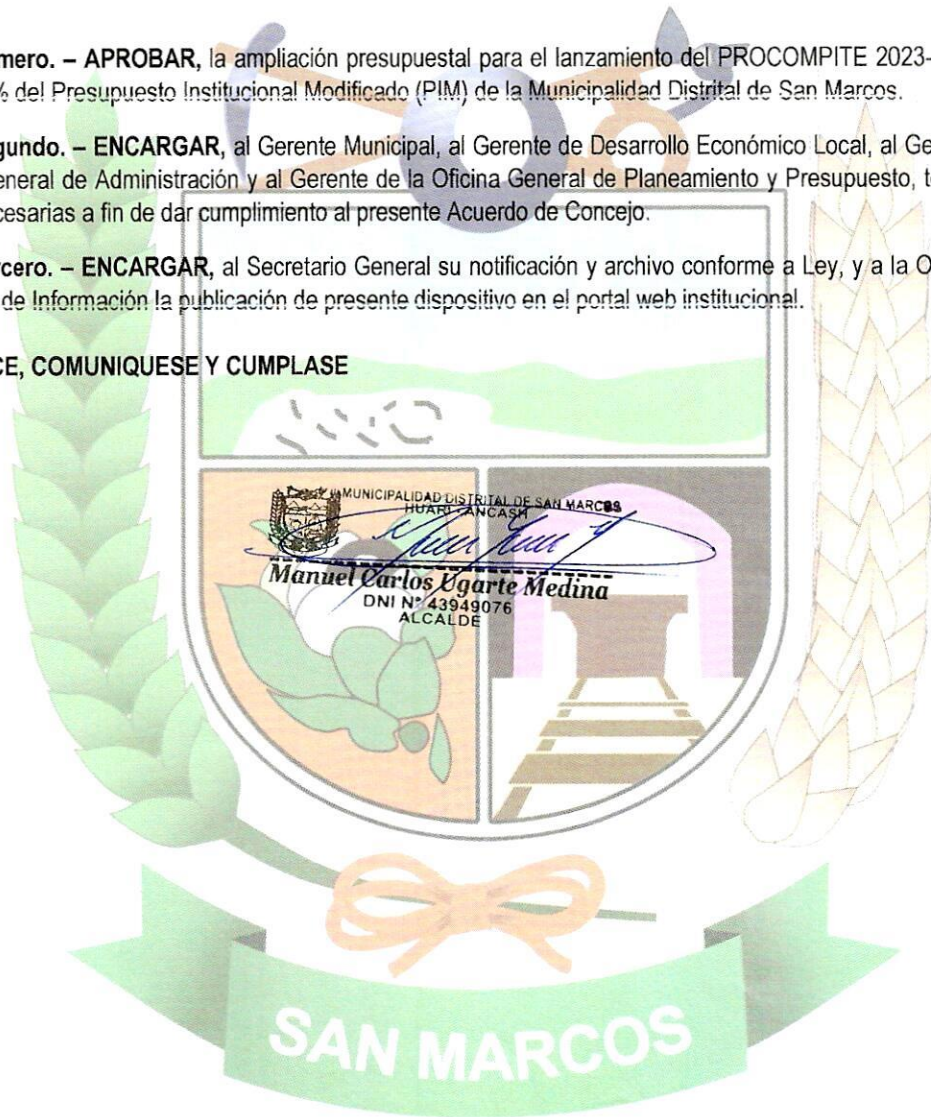 mero. – APROBAR, la ampliación presupuestal para el lanzamiento del PROCOMPITE 2023-
% del Presupuesto Institucional Modificado (PIM) de la Municipalidad Distrital de San Marcos.
gundo. – ENCARGAR, al Gerente Municipal, al Gerente de Desarrollo Económico Local, al Ge
eneral de Administración y al Gerente de la Oficina General de Planeamiento y Presupuesto, t
cesarias a fin de dar cumplimiento al presente Acuerdo de Concejo.
rcero. – ENCARGAR, al Secretario General su notificación y archivo conforme a Ley, y a la O
de Información la publicación de presente dispositivo en el portal web institucional.
CE, COMUNIQUESE Y CUMPLASE
MUNICIPALIDAD DISTRITAL DE SAN MARCOS
HUARI - ANCASH
Manuel Carlos Ugarte Medina
DNI N° 43949076
ALCALDE
SAN MARCOS